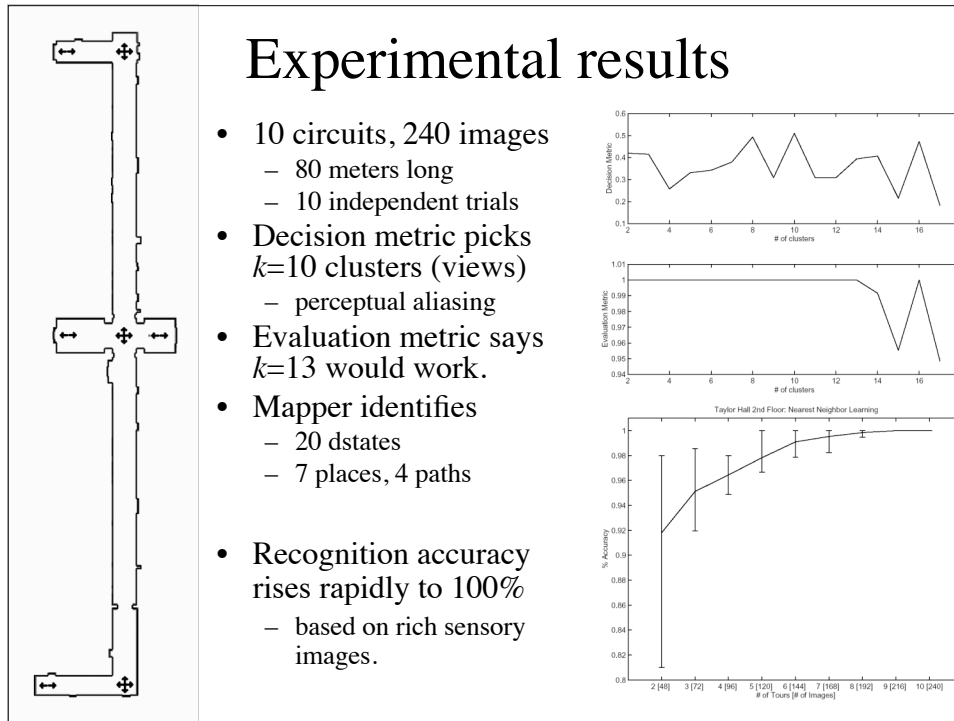 Experimental results
• 10 circuits, 240 images
– 80 meters long
– 10 independent trials
• Decision metric picks
k=10 clusters (views)
– perceptual aliasing
• Evaluation metric says
k=13 would work.
• Mapper identifies
– 20 dstates
– 7 places, 4 paths
• Recognition accuracy
rises rapidly to 100%
– based on rich sensory
images.
0.6
0.5
0.4
0.3
0.2
0.1
Decision Metric
2 4 6 8 10 12 14 16
# of clusters
1.01
1
0.99
0.98
0.97
0.96
0.95
0.94
Evaluation Metric
2 4 6 8 10 12 14 16
# of clusters
Taylor Hall 2nd Floor: Nearest Neighbor Learning
1
0.98
0.96
0.94
0.92
0.9
0.88
0.86
0.84
0.82
0.8
% Accuracy
2 [48] 3 [72] 4 [96] 5 [120] 6 [144] 7 [168] 8 [192] 9 [216] 10 [240]
# of Tours [# of Images]